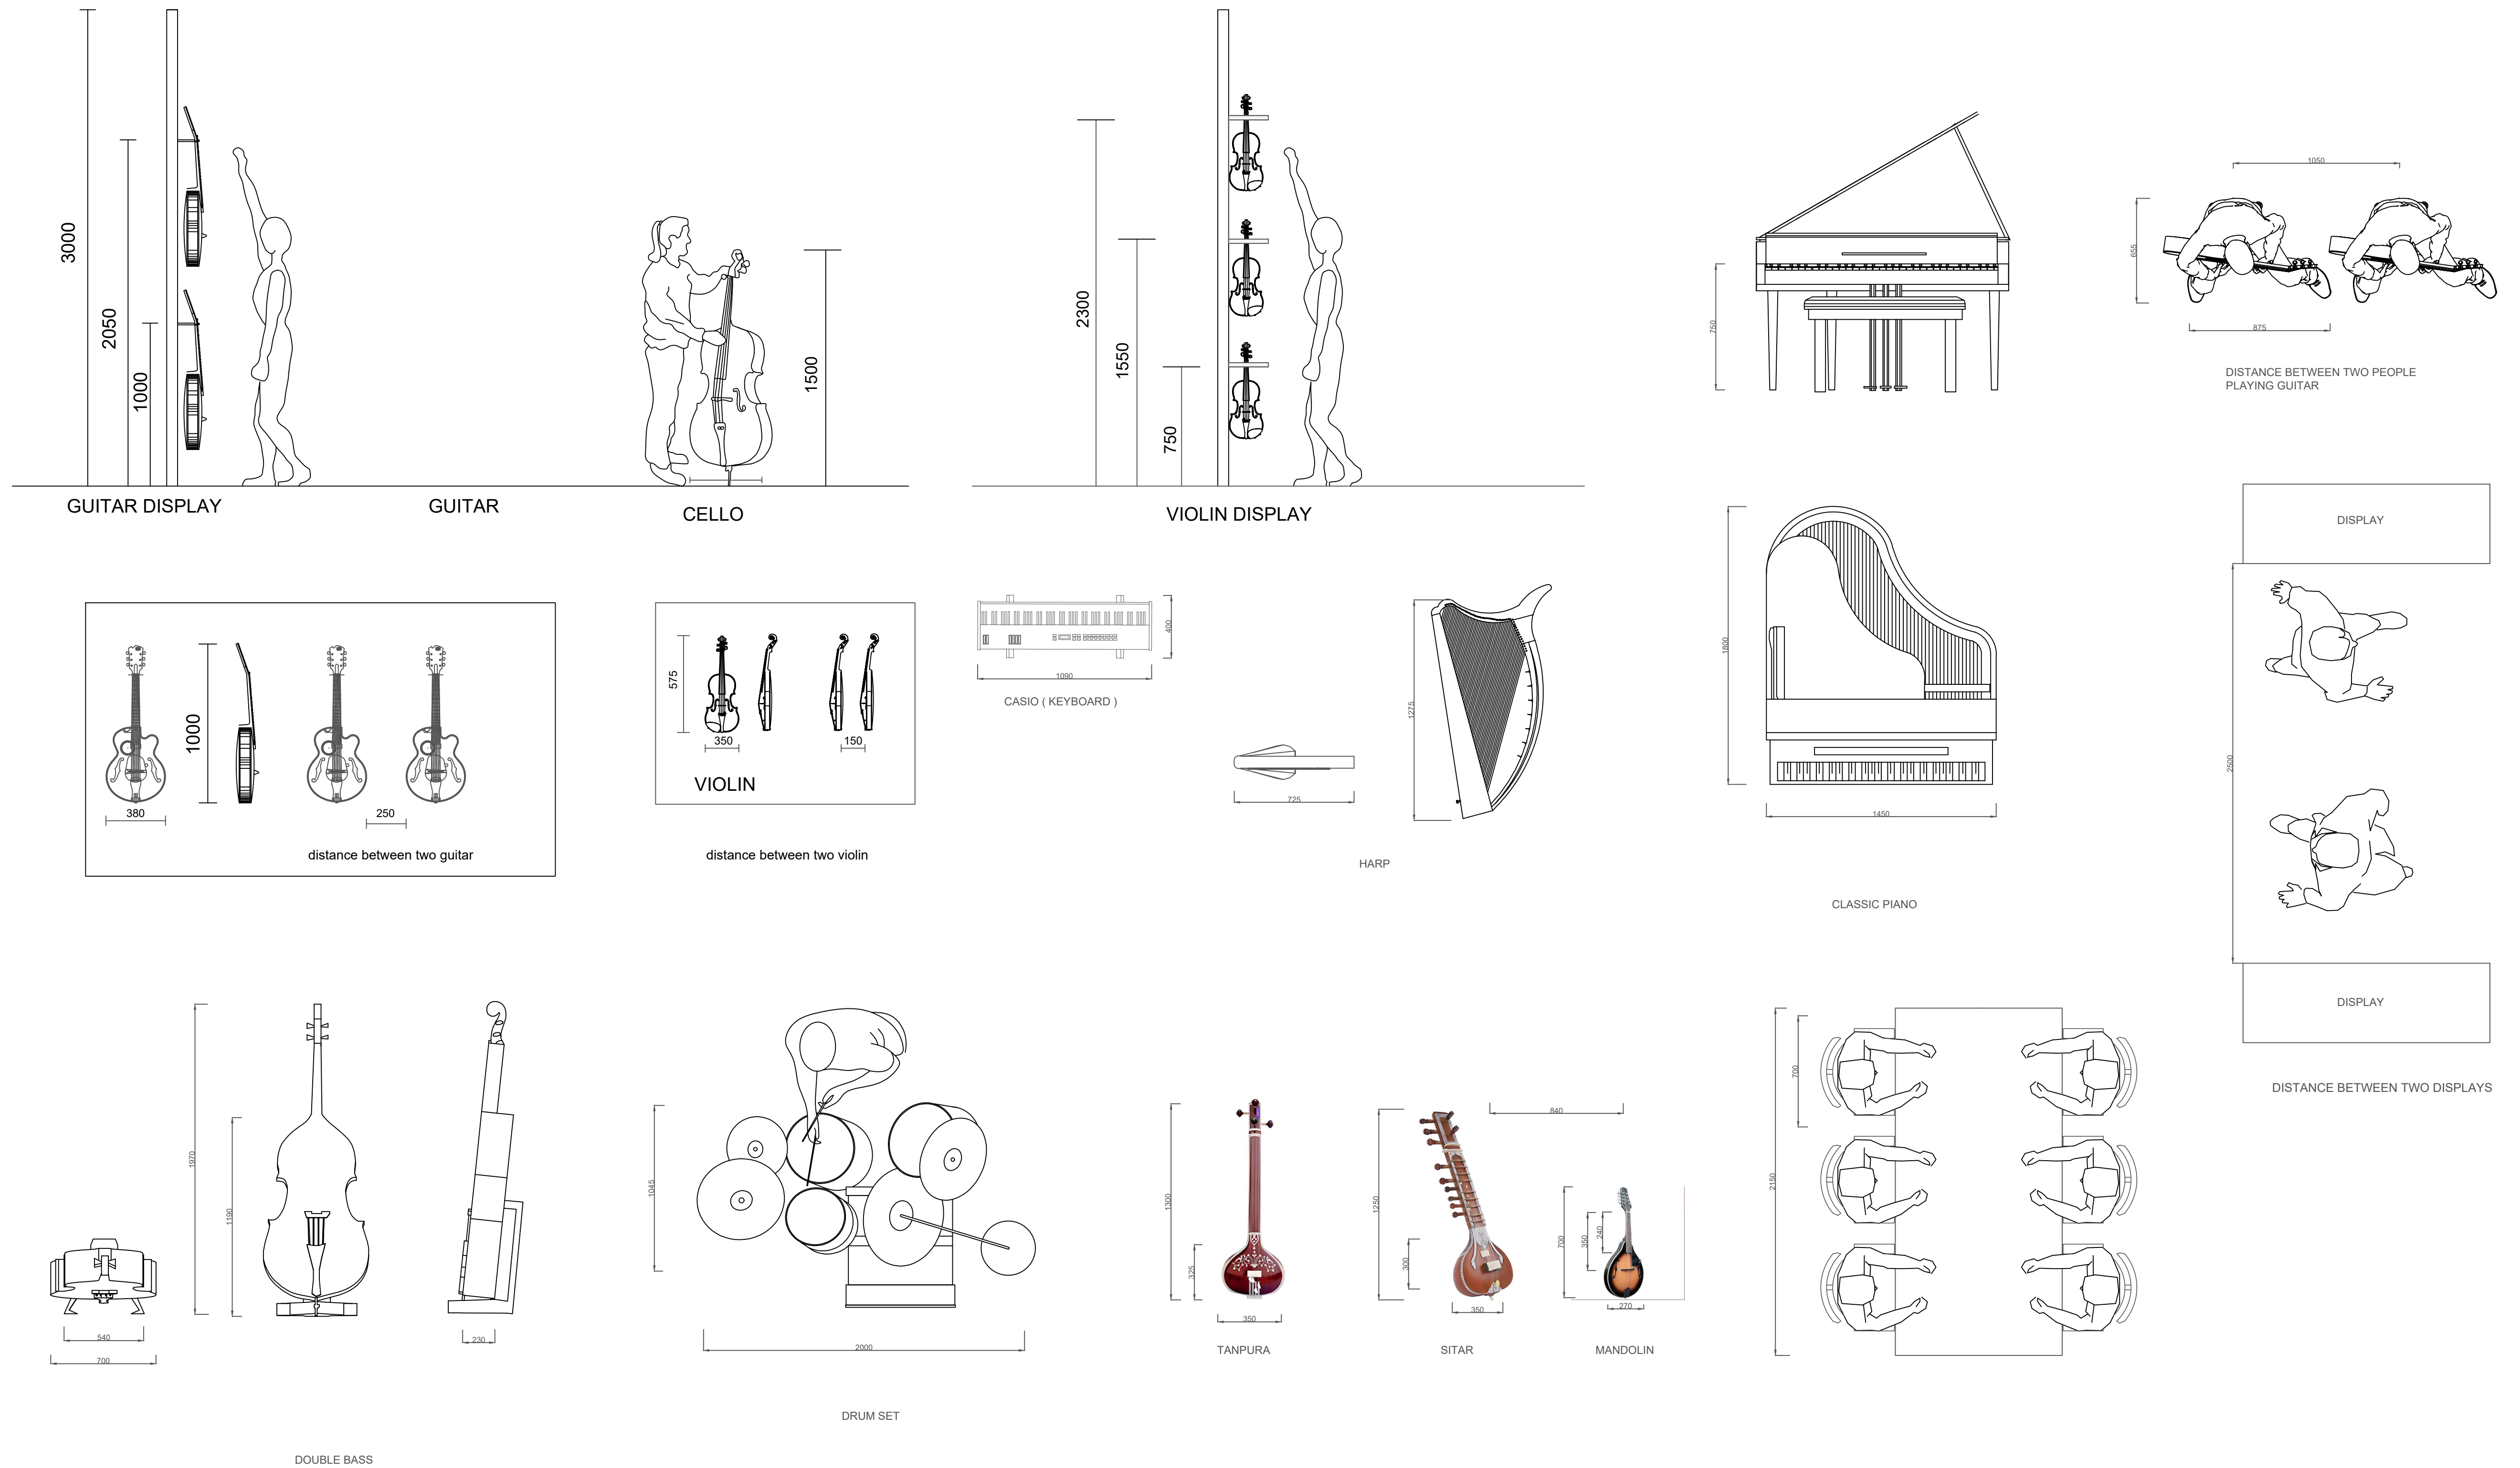 3000
2050
1000
GUITAR DISPLAY
GUITAR
1500
CELLO
2300
1550
750
VIOLIN DISPLAY
750
1050
655
875
DISTANCE BETWEEN TWO PEOPLE
PLAYING GUITAR
1000
380
250
distance between two guitar
575
350
150
VIOLIN
distance between two violin
400
1090
CASIO ( KEYBOARD )
725
1275
HARP
1800
1450
CLASSIC PIANO
DISPLAY
2500
DISPLAY
DISTANCE BETWEEN TWO DISPLAYS
540
700
1970
1190
230
DOUBLE BASS
1045
2000
DRUM SET
1300
325
350
TANPURA
1250
300
350
SITAR
840
700
350
240
270
MANDOLIN
2150
700